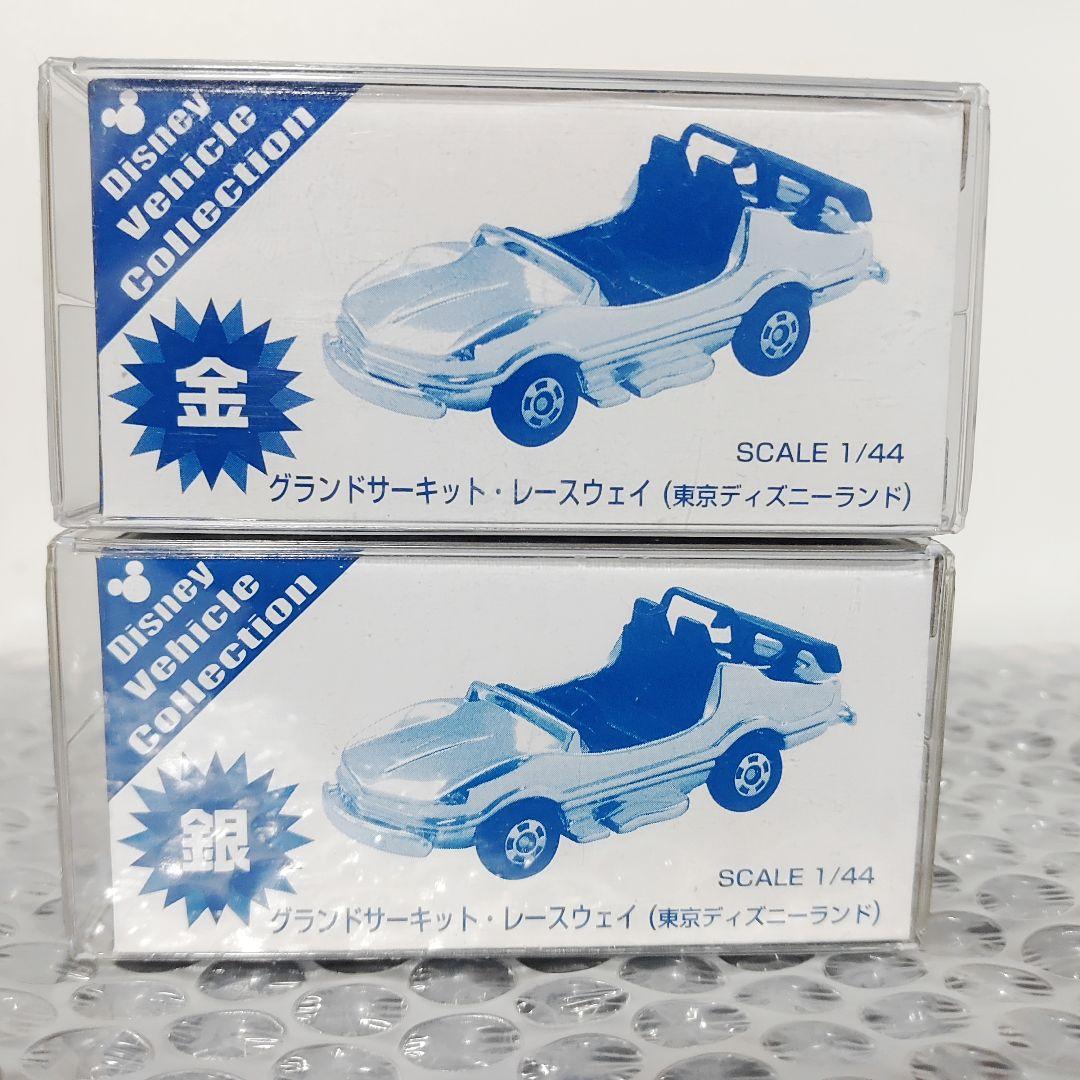 Disney
Vehicle
Collection
金
SCALE 1/44
グランドサーキット・レースウェイ (東京ディズニーランド)
Disney
Vehicle
Collection
銀
SCALE 1/44
グランドサーキット・レースウェイ (東京ディズニーランド)